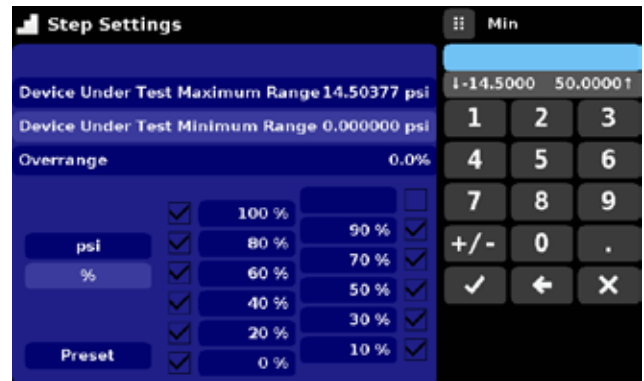 Step Settings
Min
Device Under Test Maximum Range 14.50377 psi
↓-14.5000 50.0000↑
Device Under Test Minimum Range 0.000000 psi
1 2 3
Overrange 0.0%
4 5 6
7 8 9
100 %
90 %
psi
80 %
+/- 0 .
70 %
%
60 %
50 %
40 %
30 %
20 %
Preset
10 %
0 %